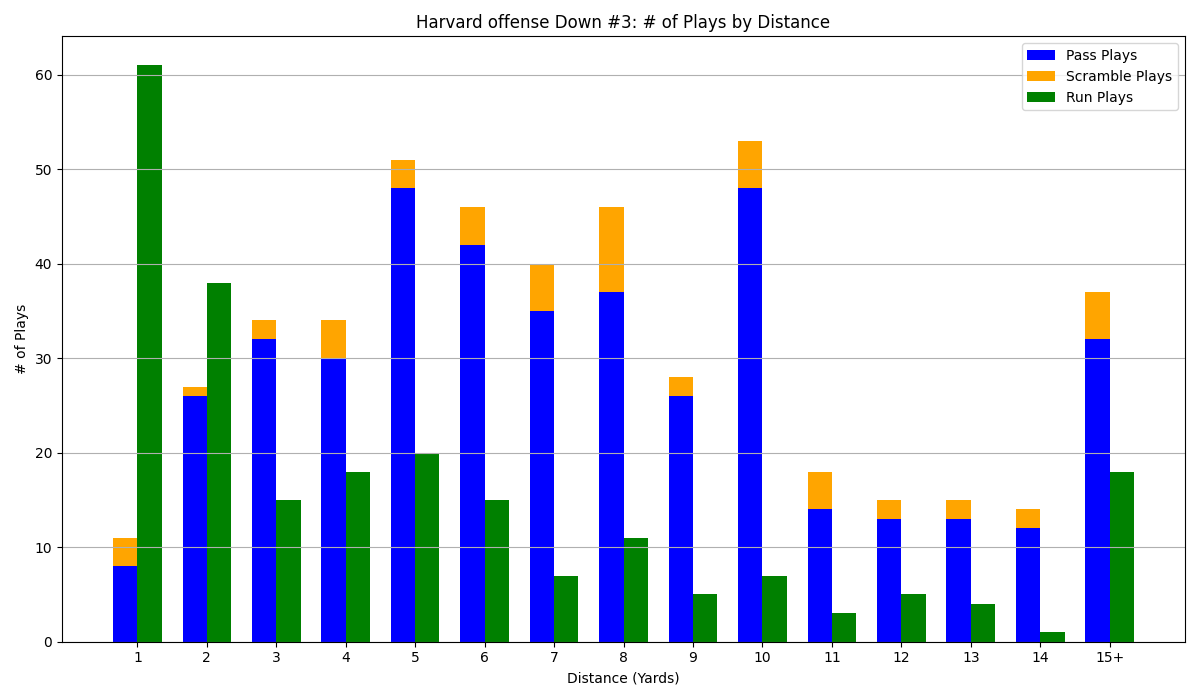 Harvard offense Down #3: # of Plays by Distance
Pass Plays
Scramble Plays
Run Plays
# of Plays
60
50
40
30
20
10
0
1 2 3 4 5 6 7 8 9 10 11 12 13 14 15+
Distance (Yards)